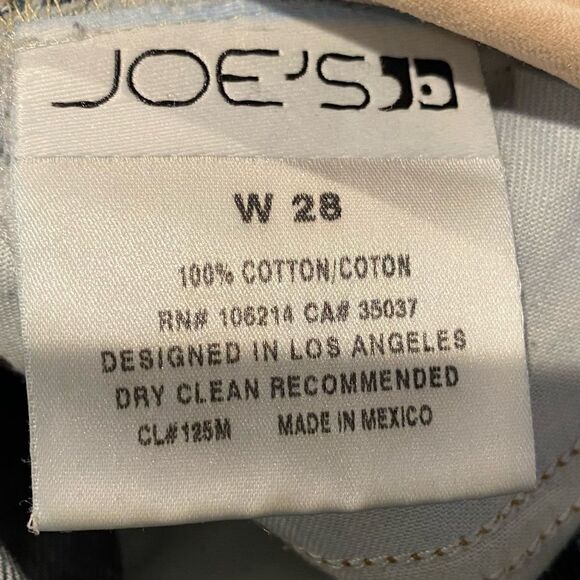 JOE'S
W 28
100% COTTON/COTON
RN# 106214 CA# 35037
DESIGNED IN LOS ANGELES
DRY CLEAN RECOMMENDED
CL# 125M MADE IN MEXICO